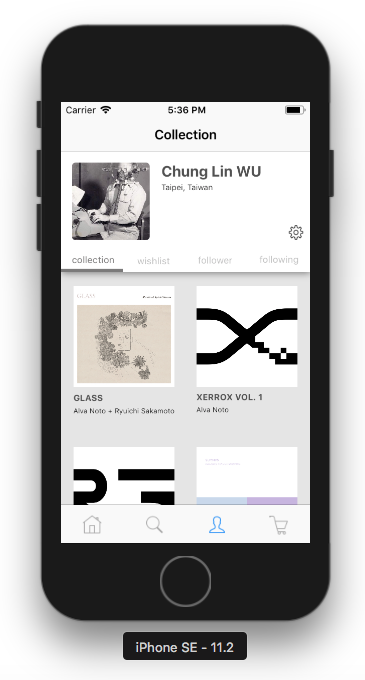 Carrier
5:36 PM
Collection
Chung Lin WU
Taipei, Taiwan
collection
wishlist
follower
following
GLASS
GLASS
Alva Noto + Ryuichi Sakamoto
XERROX VOL. 1
Alva Noto
iPhone SE - 11.2